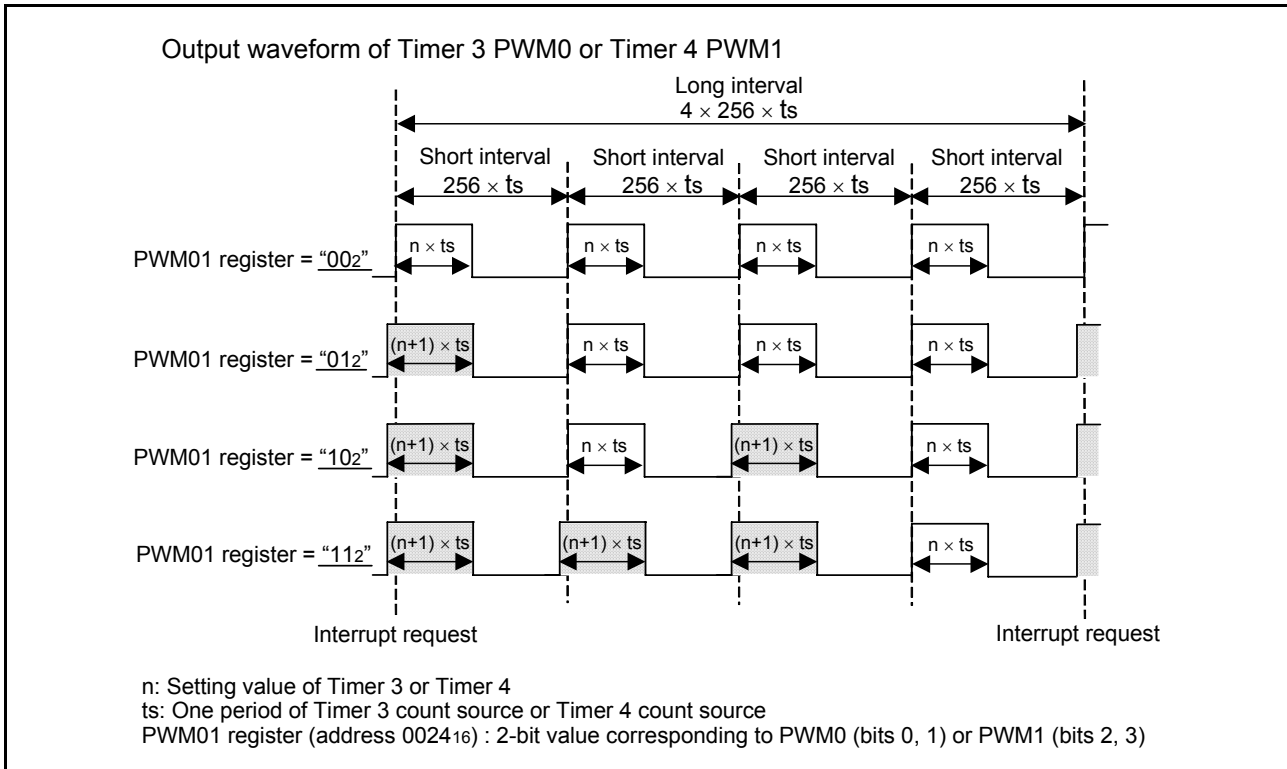 Output waveform of Timer 3 PWM0 or Timer 4 PWM1
Long interval
4 × 256 × ts
Short interval Short interval Short interval Short interval
256 × ts 256 × ts 256 × ts 256 × ts
PWM01 register = “002” n × ts n × ts n × ts n × ts
PWM01 register = “012” (n+1) × ts n × ts n × ts n × ts
PWM01 register = “102” (n+1) × ts n × ts (n+1) × ts n × ts
PWM01 register = “112” (n+1) × ts (n+1) × ts (n+1) × ts n × ts
Interrupt request Interrupt request
n: Setting value of Timer 3 or Timer 4
ts: One period of Timer 3 count source or Timer 4 count source
PWM01 register (address 002416) : 2-bit value corresponding to PWM0 (bits 0, 1) or PWM1 (bits 2, 3)